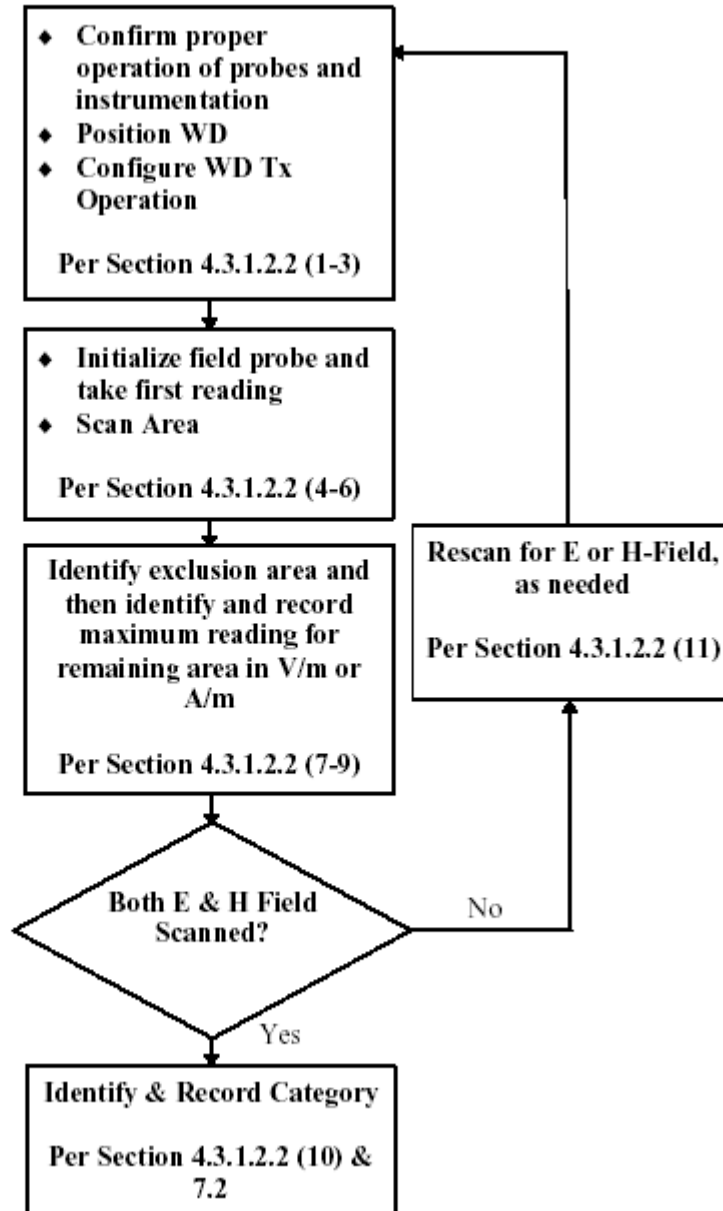 ♦ Confirm proper
operation of probes and
instrumentation
♦ Position WD
♦ Configure WD Tx
Operation
Per Section 4.3.1.2.2 (1-3)
♦ Initialize field probe and
take first reading
♦ Scan Area
Per Section 4.3.1.2.2 (4-6)
Identify exclusion area and
then identify and record
maximum reading for
remaining area in V/m or
A/m
Per Section 4.3.1.2.2 (7-9)
Rescan for E or H-Field,
as needed
Per Section 4.3.1.2.2 (11)
Both E & H Field
Scanned?
No
Yes
Identify & Record Category
Per Section 4.3.1.2.2 (10) &
7.2